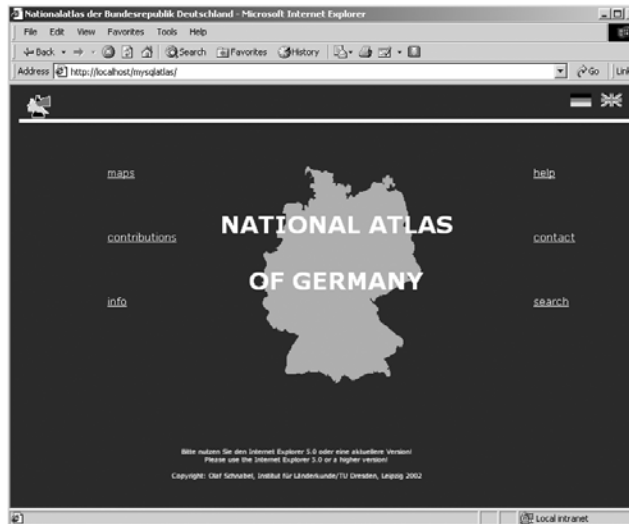 Nationalatlas der Bundesrepublik Deutschland - Microsoft Internet Explorer
File Edit View Favorites Tools Help
Back Search Favorites History
Address http://localhost/mysqlatlas/ Go Link
maps
help
NATIONAL ATLAS
contributions
contact
OF GERMANY
info
search
Bitte nutzen Sie den Internet Explorer 5.0 oder eine aktuellere Version!
Please use the Internet Explorer 5.0 or a higher version!
Copyright: Olaf Schnabel, Institut für Länderkunde/TU Dresden, Leipzig 2002
Local intranet